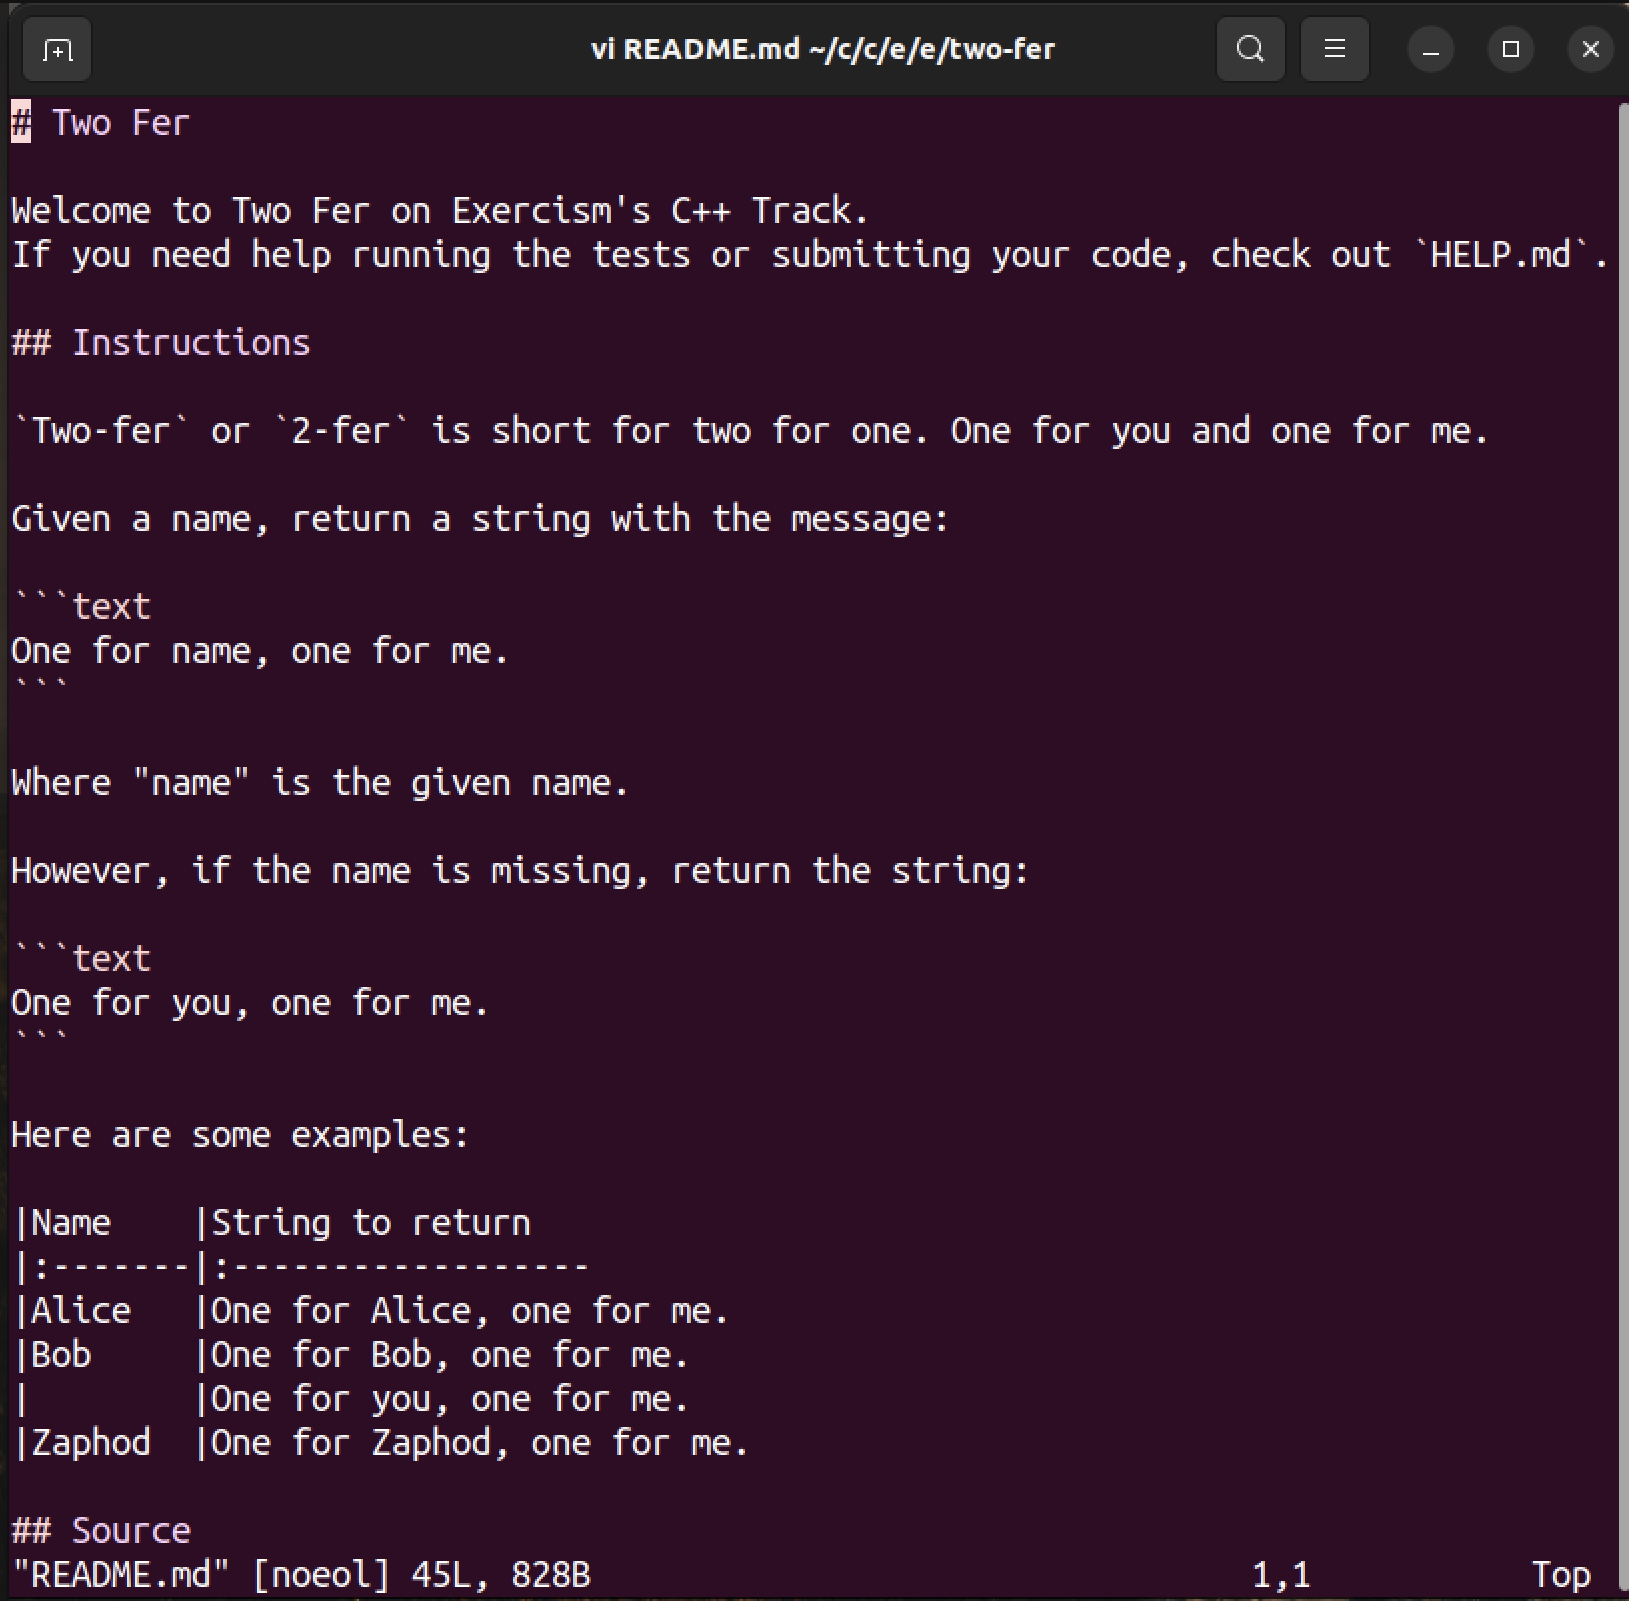 vi README.md ~/c/c/e/e/two-fer
# Two Fer
Welcome to Two Fer on Exercism's C++ Track.
If you need help running the tests or submitting your code, check out `HELP.md`.
## Instructions
`Two-fer` or `2-fer` is short for two for one. One for you and one for me.
Given a name, return a string with the message:
```text
One for name, one for me.
```
Where "name" is the given name.
However, if the name is missing, return the string:
```text
One for you, one for me.
```
Here are some examples:
|Name    |String to return
|:-------|:------------------
|Alice   |One for Alice, one for me.
|Bob     |One for Bob, one for me.
|        |One for you, one for me.
|Zaphod  |One for Zaphod, one for me.
## Source
"README.md" [noeol] 45L, 828B 1,1 Top